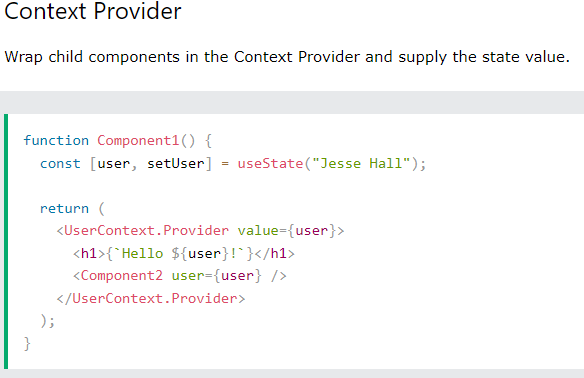 Context Provider
Wrap child components in the Context Provider and supply the state value.
function Component1() {
  const [user, setUser] = useState("Jesse Hall");
  return (
    <UserContext.Provider value={user}>
      <h1>{`Hello ${user}!`}</h1>
      <Component2 user={user} />
    </UserContext.Provider>
  );
}